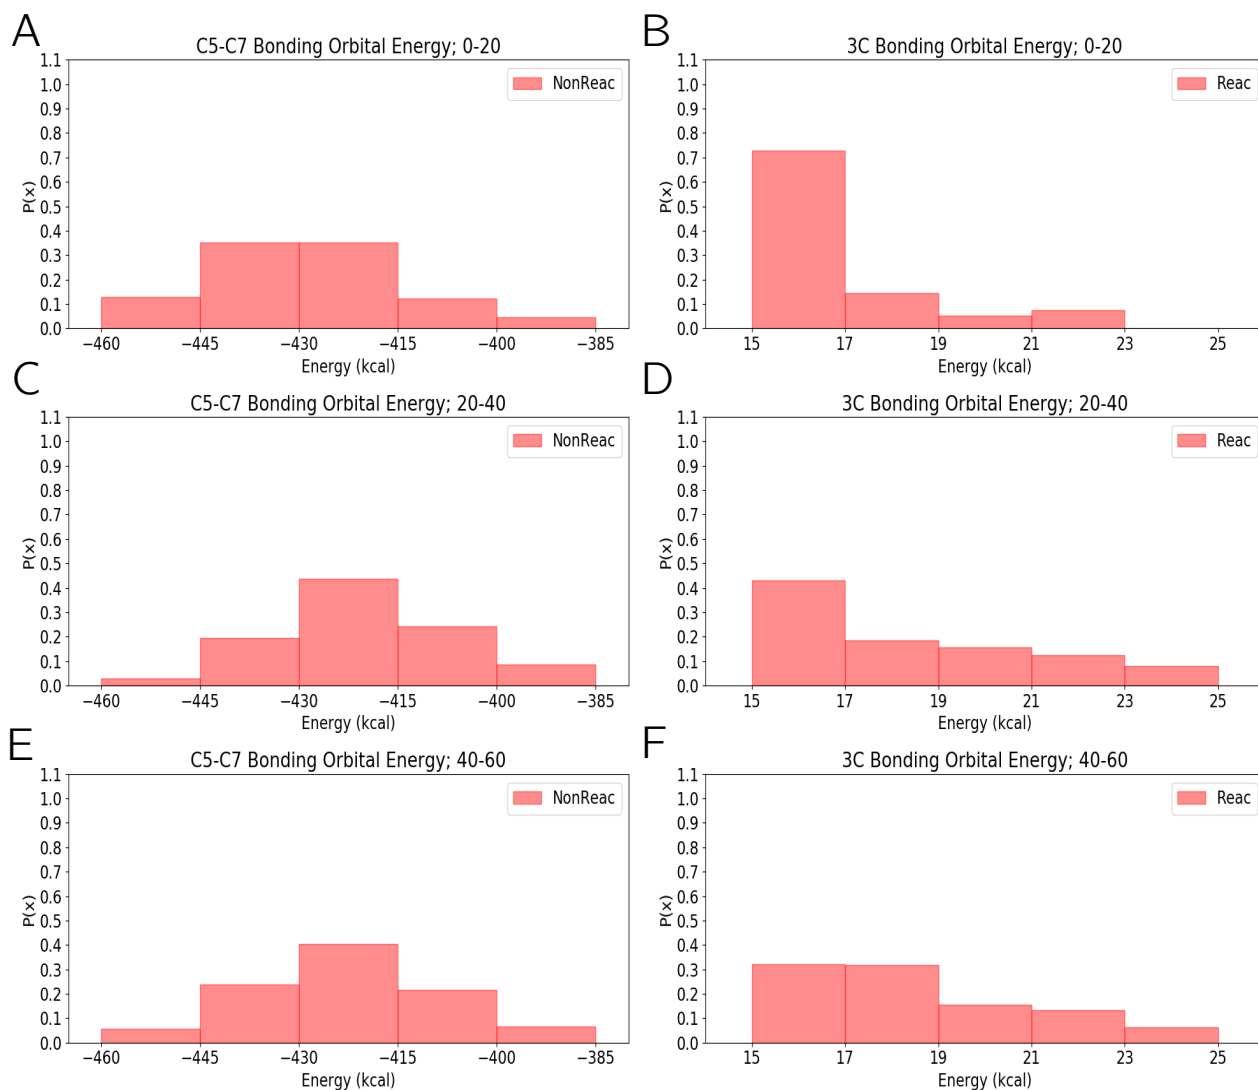 A
C5-C7 Bonding Orbital Energy; 0-20
NonReac
P(x)
1.1
1.0
0.9
0.8
0.7
0.6
0.5
0.4
0.3
0.2
0.1
0.0
−460 −445 −430 −415 −400 −385
Energy (kcal)
B
3C Bonding Orbital Energy; 0-20
Reac
P(x)
1.1
1.0
0.9
0.8
0.7
0.6
0.5
0.4
0.3
0.2
0.1
0.0
15 17 19 21 23 25
Energy (kcal)
C
C5-C7 Bonding Orbital Energy; 20-40
NonReac
P(x)
1.1
1.0
0.9
0.8
0.7
0.6
0.5
0.4
0.3
0.2
0.1
0.0
−460 −445 −430 −415 −400 −385
Energy (kcal)
D
3C Bonding Orbital Energy; 20-40
Reac
P(x)
1.1
1.0
0.9
0.8
0.7
0.6
0.5
0.4
0.3
0.2
0.1
0.0
15 17 19 21 23 25
Energy (kcal)
E
C5-C7 Bonding Orbital Energy; 40-60
NonReac
P(x)
1.1
1.0
0.9
0.8
0.7
0.6
0.5
0.4
0.3
0.2
0.1
0.0
−460 −445 −430 −415 −400 −385
Energy (kcal)
F
3C Bonding Orbital Energy; 40-60
Reac
P(x)
1.1
1.0
0.9
0.8
0.7
0.6
0.5
0.4
0.3
0.2
0.1
0.0
15 17 19 21 23 25
Energy (kcal)